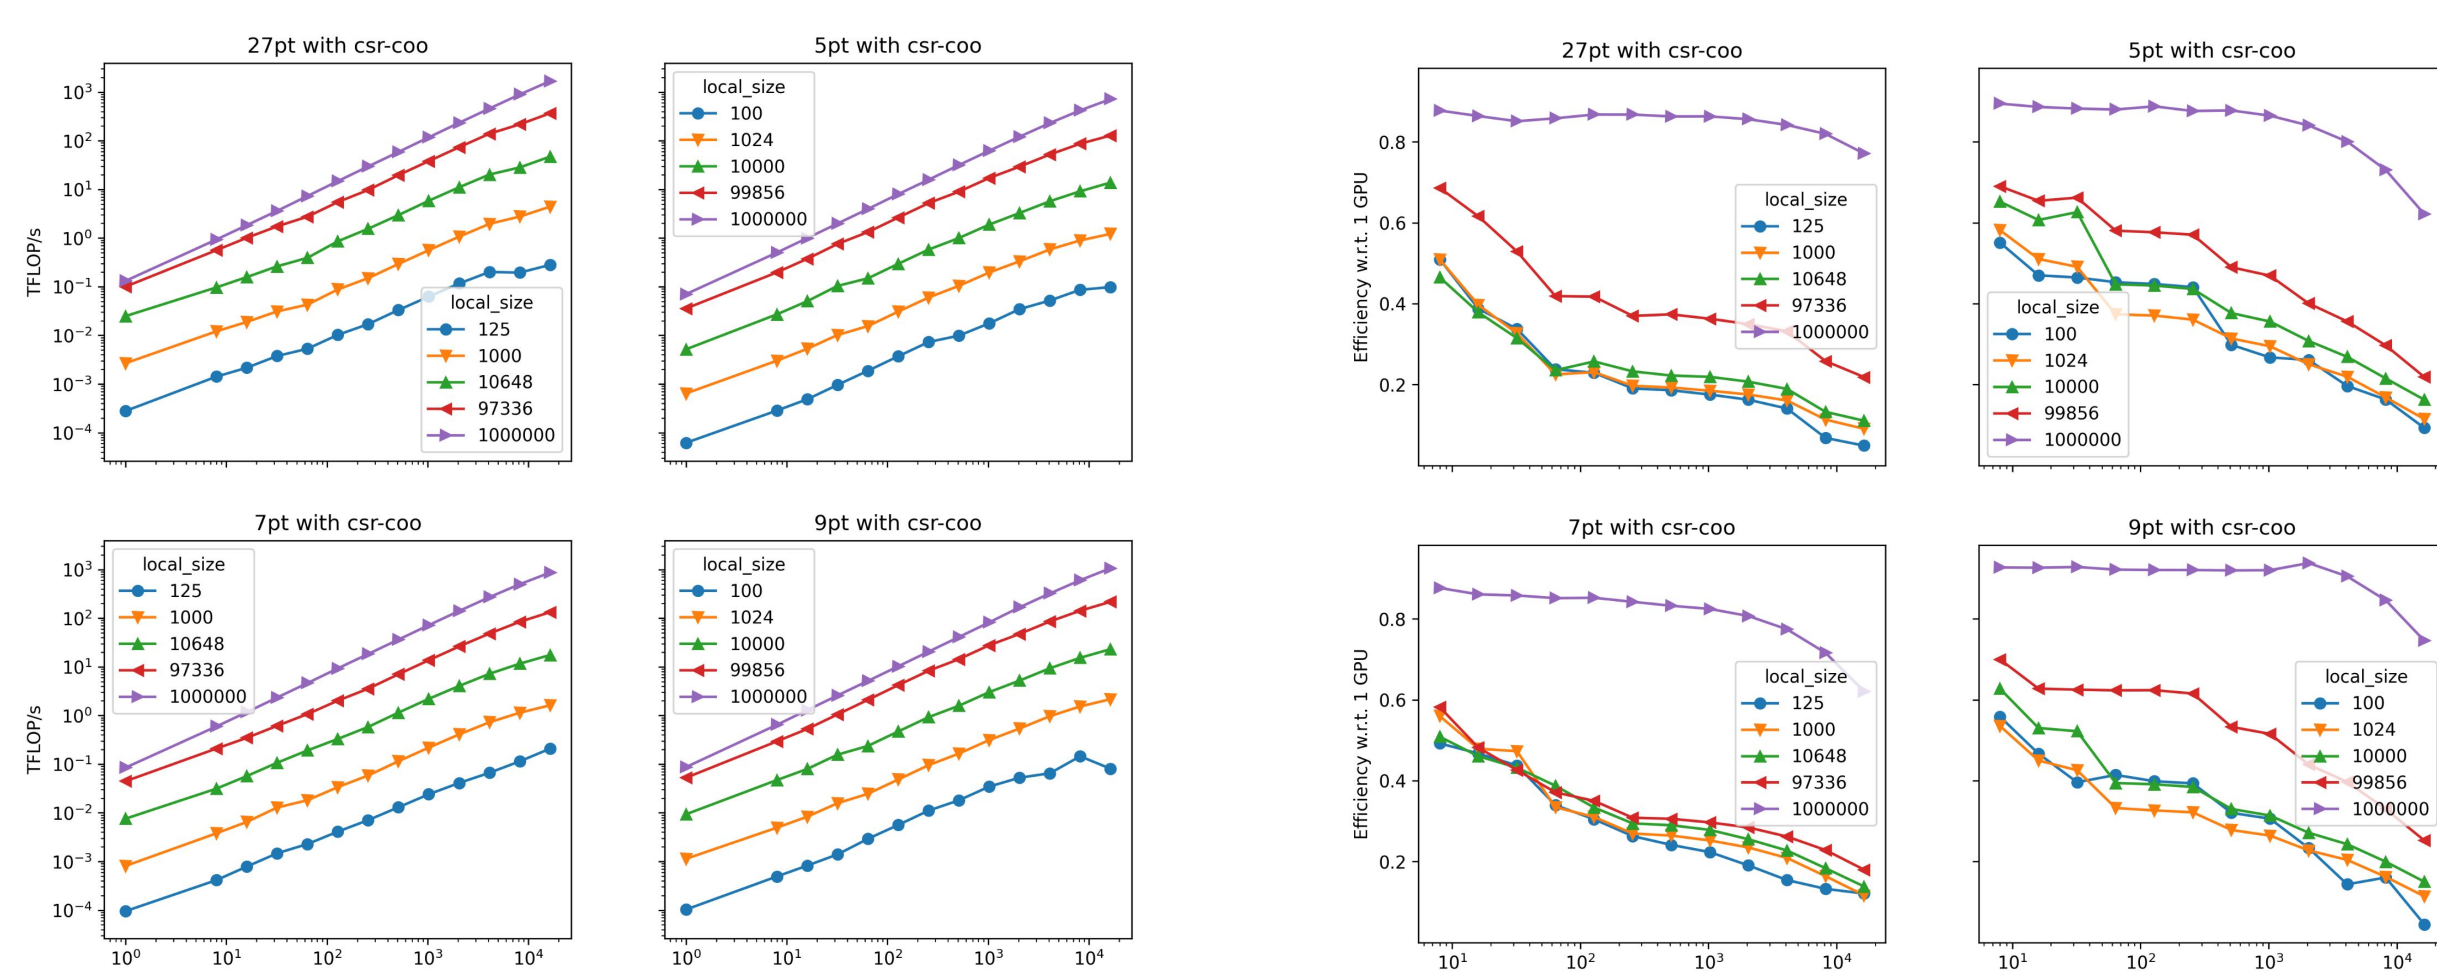 27pt with csr-coo
TFLOP/s
10³
10²
10¹
10⁰
10⁻¹
10⁻²
10⁻³
10⁻⁴
local_size
125
1000
10648
97336
1000000
5pt with csr-coo
local_size
100
1024
10000
99856
1000000
27pt with csr-coo
Efficiency w.r.t. 1 GPU
0.8
0.6
0.4
0.2
local_size
125
1000
10648
97336
1000000
5pt with csr-coo
local_size
100
1024
10000
99856
1000000
7pt with csr-coo
TFLOP/s
10³
10²
10¹
10⁰
10⁻¹
10⁻²
10⁻³
10⁻⁴
local_size
125
1000
10648
97336
1000000
10⁰ 10¹ 10² 10³ 10⁴
9pt with csr-coo
local_size
100
1024
10000
99856
1000000
10⁰ 10¹ 10² 10³ 10⁴
7pt with csr-coo
Efficiency w.r.t. 1 GPU
0.8
0.6
0.4
0.2
local_size
125
1000
10648
97336
1000000
10¹ 10² 10³ 10⁴
9pt with csr-coo
local_size
100
1024
10000
99856
1000000
10¹ 10² 10³ 10⁴